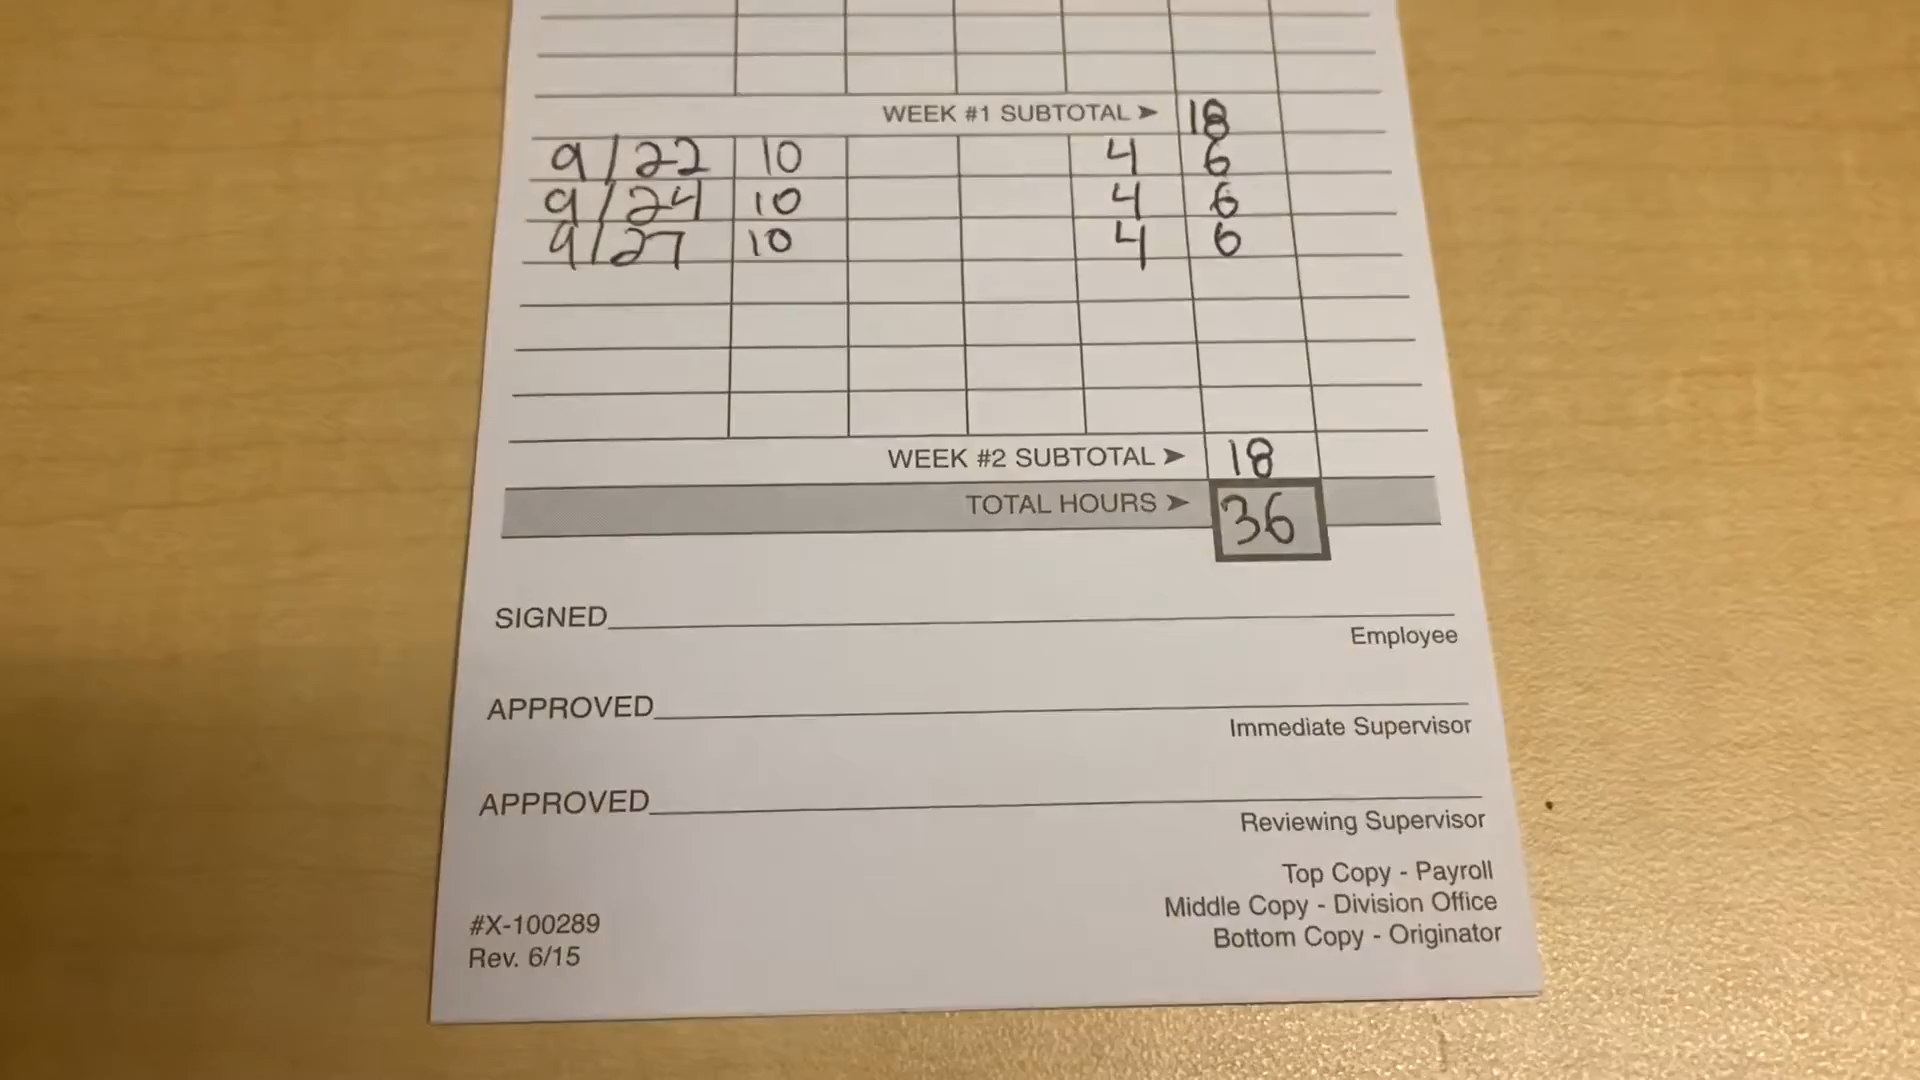 WEEK #1 SUBTOTAL ➤ 18
9/22 10 4 6
9/24 10 4 6
9/27 10 4 6
WEEK #2 SUBTOTAL ➤ 18
TOTAL HOURS ➤ 36
SIGNED
Employee
APPROVED
Immediate Supervisor
APPROVED
Reviewing Supervisor
Top Copy - Payroll
Middle Copy - Division Office
Bottom Copy - Originator
#X-100289
Rev. 6/15